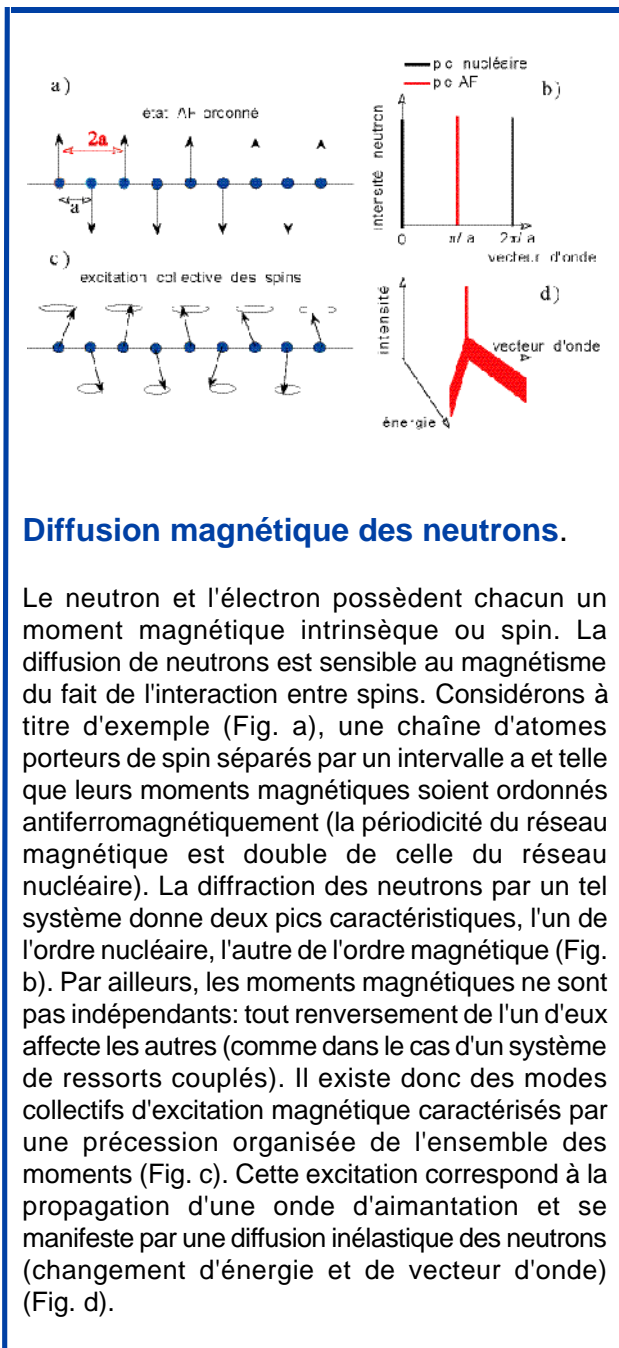 a)
état AF ordonné
2a
a
c)
excitation collective des spins
pic nucléaire
pic AF
b)
intensité neutron
0 π/a 2π/a
vecteur d'onde
d)
intensité
vecteur d'onde
énergie
Diffusion magnétique des neutrons.
Le neutron et l'électron possèdent chacun un
moment magnétique intrinsèque ou spin. La
diffusion de neutrons est sensible au magnétisme
du fait de l'interaction entre spins. Considérons à
titre d'exemple (Fig. a), une chaîne d'atomes
porteurs de spin séparés par un intervalle a et telle
que leurs moments magnétiques soient ordonnés
antiferromagnétiquement (la périodicité du réseau
magnétique est double de celle du réseau
nucléaire). La diffraction des neutrons par un tel
système donne deux pics caractéristiques, l'un de
l'ordre nucléaire, l'autre de l'ordre magnétique (Fig.
b). Par ailleurs, les moments magnétiques ne sont
pas indépendants: tout renversement de l'un d'eux
affecte les autres (comme dans le cas d'un système
de ressorts couplés). Il existe donc des modes
collectifs d'excitation magnétique caractérisés par
une précession organisée de l'ensemble des
moments (Fig. c). Cette excitation correspond à la
propagation d'une onde d'aimantation et se
manifeste par une diffusion inélastique des neutrons
(changement d'énergie et de vecteur d'onde)
(Fig. d).